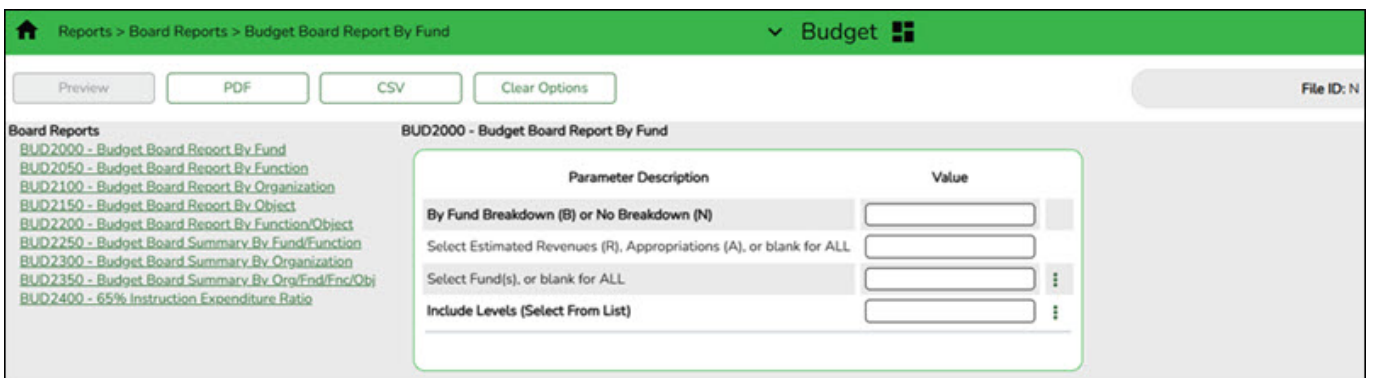 Reports > Board Reports > Budget Board Report By Fund
Budget
Preview
PDF
CSV
Clear Options
File ID: N
Board Reports
BUD2000 - Budget Board Report By Fund
BUD2050 - Budget Board Report By Function
BUD2100 - Budget Board Report By Organization
BUD2150 - Budget Board Report By Object
BUD2200 - Budget Board Report By Function/Object
BUD2250 - Budget Board Summary By Fund/Function
BUD2300 - Budget Board Summary By Organization
BUD2350 - Budget Board Summary By Org/Fnd/Fnc/Obj
BUD2400 - 65% Instruction Expenditure Ratio
BUD2000 - Budget Board Report By Fund
Parameter Description
Value
By Fund Breakdown (B) or No Breakdown (N)
Select Estimated Revenues (R), Appropriations (A), or blank for ALL
Select Fund(s), or blank for ALL
Include Levels (Select From List)